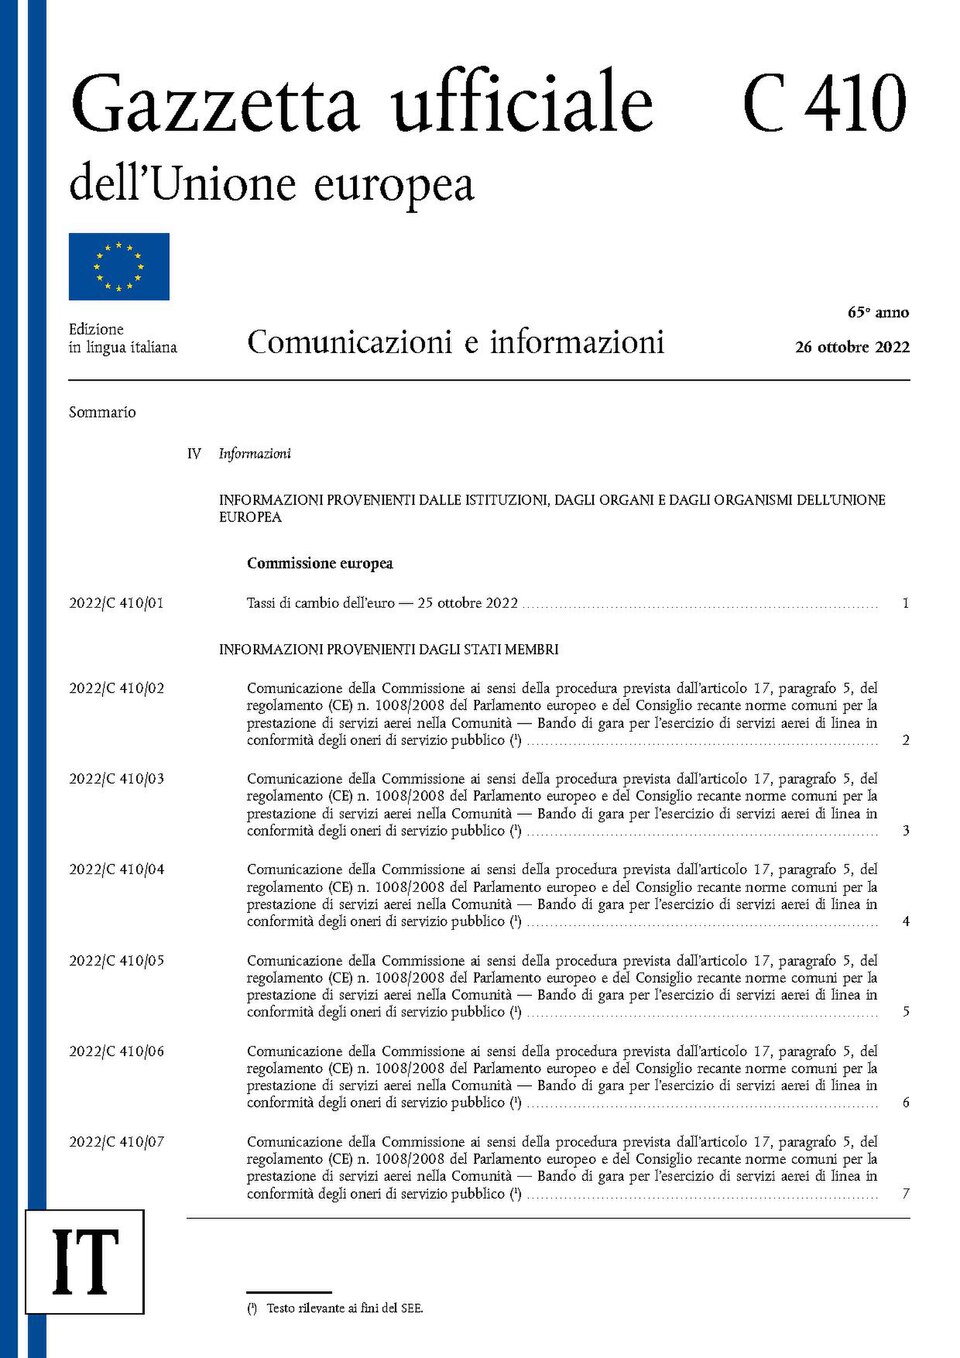 Gazzetta ufficiale C 410
dell'Unione europea
65° anno
Edizione
in lingua italiana
Comunicazioni e informazioni
26 ottobre 2022
Sommario
IV Informazioni
INFORMAZIONI PROVENIENTI DALLE ISTITUZIONI, DAGLI ORGANI E DAGLI ORGANISMI DELL'UNIONE
EUROPEA
Commissione europea
2022/C 410/01 Tassi di cambio dell'euro — 25 ottobre 2022 ........ 1
INFORMAZIONI PROVENIENTI DAGLI STATI MEMBRI
2022/C 410/02 Comunicazione della Commissione ai sensi della procedura prevista dall'articolo 17, paragrafo 5, del
regolamento (CE) n. 1008/2008 del Parlamento europeo e del Consiglio recante norme comuni per la
prestazione di servizi aerei nella Comunità — Bando di gara per l'esercizio di servizi aerei di linea in
conformità degli oneri di servizio pubblico (¹) ........ 2
2022/C 410/03 Comunicazione della Commissione ai sensi della procedura prevista dall'articolo 17, paragrafo 5, del
regolamento (CE) n. 1008/2008 del Parlamento europeo e del Consiglio recante norme comuni per la
prestazione di servizi aerei nella Comunità — Bando di gara per l'esercizio di servizi aerei di linea in
conformità degli oneri di servizio pubblico (¹) ........ 3
2022/C 410/04 Comunicazione della Commissione ai sensi della procedura prevista dall'articolo 17, paragrafo 5, del
regolamento (CE) n. 1008/2008 del Parlamento europeo e del Consiglio recante norme comuni per la
prestazione di servizi aerei nella Comunità — Bando di gara per l'esercizio di servizi aerei di linea in
conformità degli oneri di servizio pubblico (¹) ........ 4
2022/C 410/05 Comunicazione della Commissione ai sensi della procedura prevista dall'articolo 17, paragrafo 5, del
regolamento (CE) n. 1008/2008 del Parlamento europeo e del Consiglio recante norme comuni per la
prestazione di servizi aerei nella Comunità — Bando di gara per l'esercizio di servizi aerei di linea in
conformità degli oneri di servizio pubblico (¹) ........ 5
2022/C 410/06 Comunicazione della Commissione ai sensi della procedura prevista dall'articolo 17, paragrafo 5, del
regolamento (CE) n. 1008/2008 del Parlamento europeo e del Consiglio recante norme comuni per la
prestazione di servizi aerei nella Comunità — Bando di gara per l'esercizio di servizi aerei di linea in
conformità degli oneri di servizio pubblico (¹) ........ 6
2022/C 410/07 Comunicazione della Commissione ai sensi della procedura prevista dall'articolo 17, paragrafo 5, del
regolamento (CE) n. 1008/2008 del Parlamento europeo e del Consiglio recante norme comuni per la
prestazione di servizi aerei nella Comunità — Bando di gara per l'esercizio di servizi aerei di linea in
conformità degli oneri di servizio pubblico (¹) ........ 7
IT
(¹) Testo rilevante ai fini del SEE.